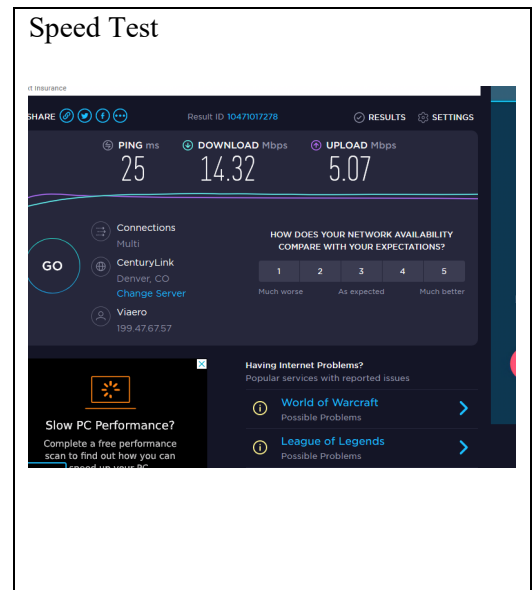 Speed Test
rt Insurance
SHARE
Result ID 10471017278
RESULTS
SETTINGS
PING ms
25
DOWNLOAD Mbps
14.32
UPLOAD Mbps
5.07
GO
Connections
Multi
CenturyLink
Denver, CO
Change Server
Viaero
199.47.67.57
HOW DOES YOUR NETWORK AVAILABILITY
COMPARE WITH YOUR EXPECTATIONS?
1 2 3 4 5
Much worse As expected Much better
Slow PC Performance?
Complete a free performance
scan to find out how you can
speed up your PC
Having Internet Problems?
Popular services with reported issues
World of Warcraft
Possible Problems
League of Legends
Possible Problems